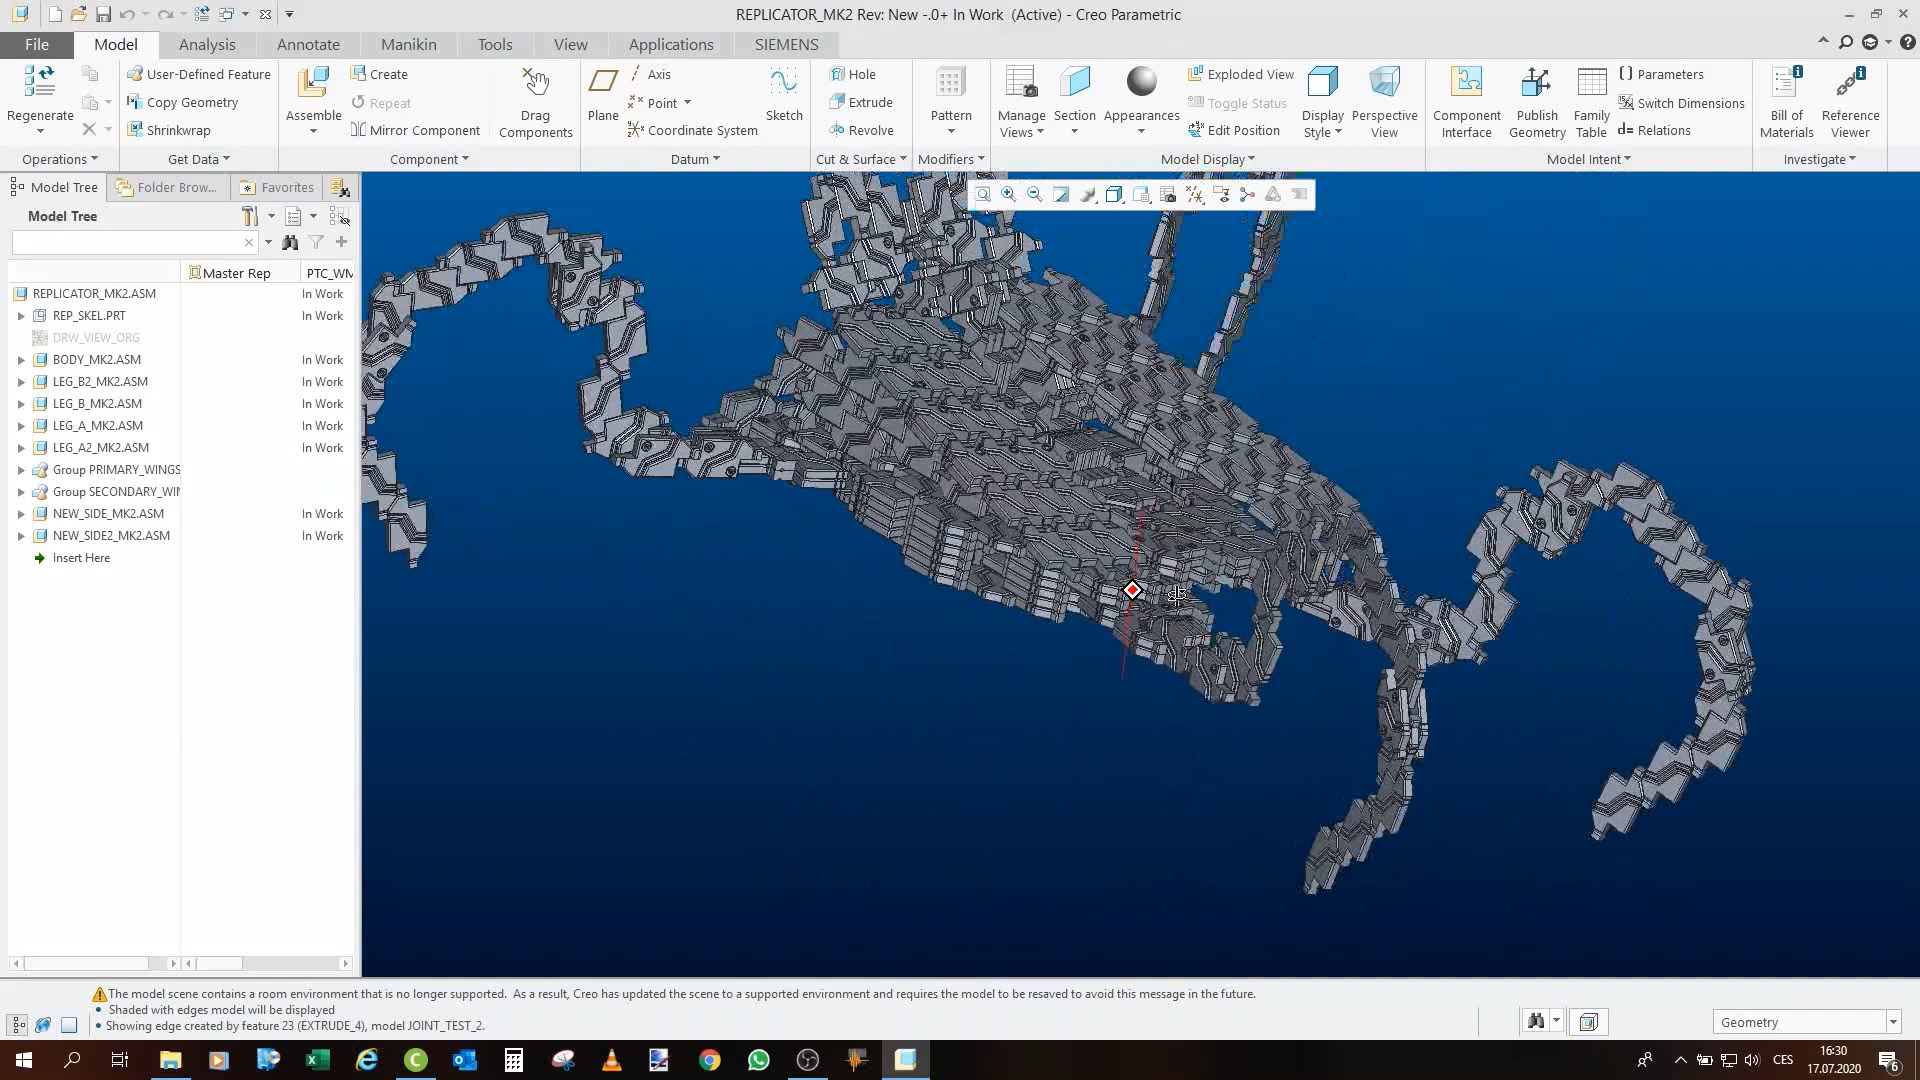 REPLICATOR_MK2 Rev: New -.0+ In Work (Active) - Creo Parametric
File Model Analysis Annotate Manikin Tools View Applications SIEMENS
Regenerate
Operations
User-Defined Feature
Copy Geometry
Shrinkwrap
Get Data
Assemble
Create
Repeat
Mirror Component
Drag Components
Component
Plane
Axis
Point
Coordinate System
Sketch
Datum
Hole
Extrude
Revolve
Cut & Surface
Pattern
Modifiers
Manage Views
Section
Appearances
Exploded View
Toggle Status
Edit Position
Display Style
Perspective View
Model Display
Component Interface
Publish Geometry
Family Table
Parameters
Switch Dimensions
Relations
Model Intent
Bill of Materials
Reference Viewer
Investigate
Model Tree Folder Brow... Favorites
Model Tree
Master Rep PTC_WM
REPLICATOR_MK2.ASM In Work
REP_SKEL.PRT In Work
DRW_VIEW_ORG
BODY_MK2.ASM In Work
LEG_B2_MK2.ASM In Work
LEG_B_MK2.ASM In Work
LEG_A_MK2.ASM In Work
LEG_A2_MK2.ASM In Work
Group PRIMARY_WINGS
Group SECONDARY_WIN
NEW_SIDE_MK2.ASM In Work
NEW_SIDE2_MK2.ASM In Work
Insert Here
The model scene contains a room environment that is no longer supported. As a result, Creo has updated the scene to a supported environment and requires the model to be resaved to avoid this message in the future.
• Shaded with edges model will be displayed
• Showing edge created by feature 23 (EXTRUDE_4), model JOINT_TEST_2.
Geometry
CES
16:30
17.07.2020
6